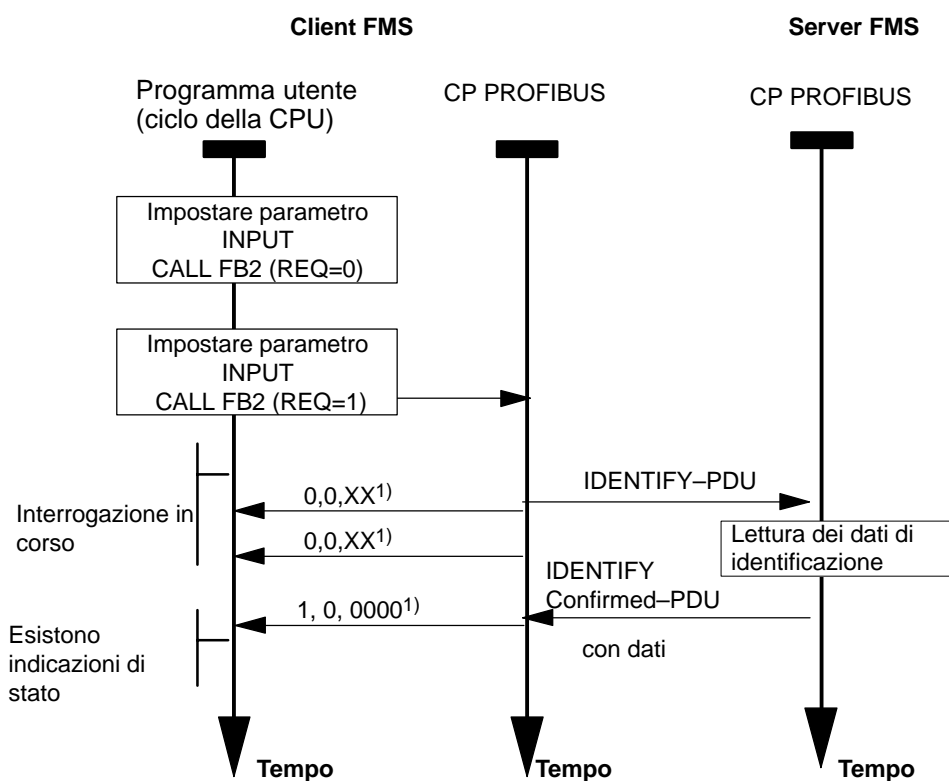 Client FMS
Server FMS
Programma utente
(ciclo della CPU)
CP PROFIBUS
CP PROFIBUS
Impostare parametro
INPUT
CALL FB2 (REQ=0)
Impostare parametro
INPUT
CALL FB2 (REQ=1)
Interrogazione in
corso
0,0,XX1)
IDENTIFY–PDU
0,0,XX1)
Lettura dei dati di
identificazione
IDENTIFY
Confirmed–PDU
con dati
1, 0, 00001)
Esistono
indicazioni di
stato
Tempo
Tempo
Tempo